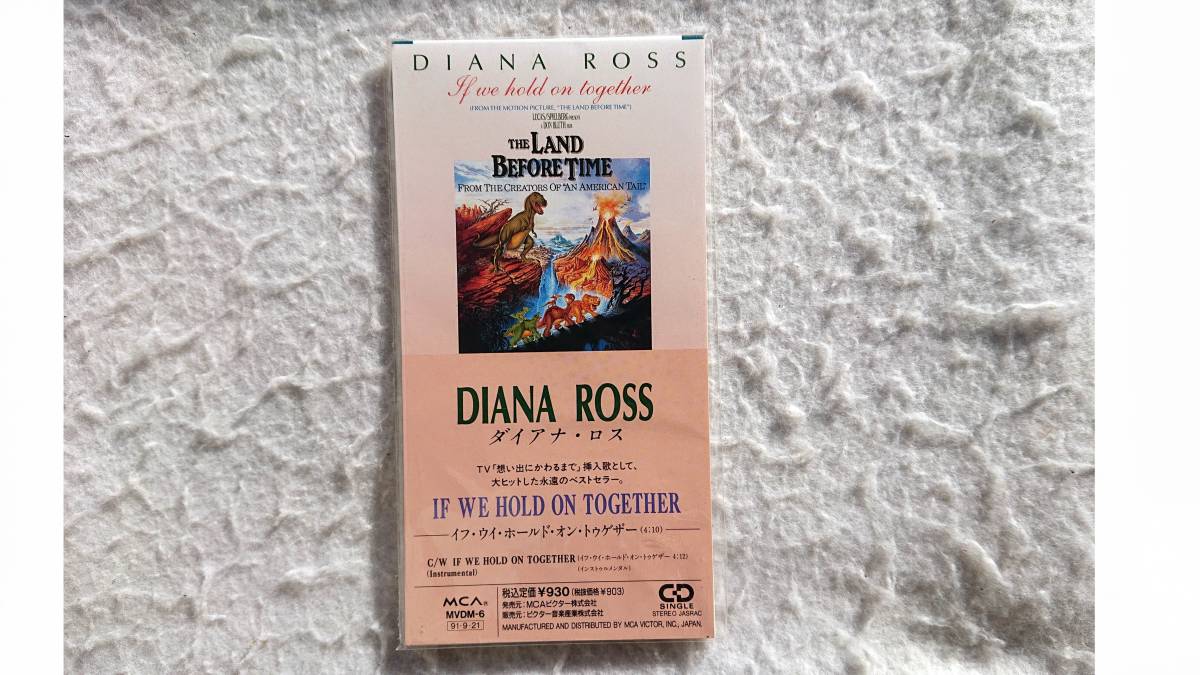 DIANA ROSS
If we hold on together
(FROM THE MOTION PICTURE, "THE LAND BEFORE TIME")
LUCAS/SPIELBERG PRESENT
A DON BLUTH FILM
THE LAND
BEFORE TIME
FROM THE CREATORS OF "AN AMERICAN TAIL"
DIANA ROSS
ダイアナ・ロス
TV「想い出にかわるまで」挿入歌として、
大ヒットした永遠のベストセラー。
IF WE HOLD ON TOGETHER
イフ・ウイ・ホールド・オン・トゥゲザー(4:10)
C/W IF WE HOLD ON TOGETHER (イフ・ウイ・ホールド・オン・トゥゲザー 4:12)
(Instrumental) (インストゥルメンタル)
MCA®
MVDM-6
91·9·21
税込定価¥930(税抜価格¥903)
発売元:MCAビクター株式会社
販売元:ビクター音楽産業株式会社
MANUFACTURED AND DISTRIBUTED BY MCA VICTOR, INC., JAPAN.
CD
SINGLE
STEREO JASRAC